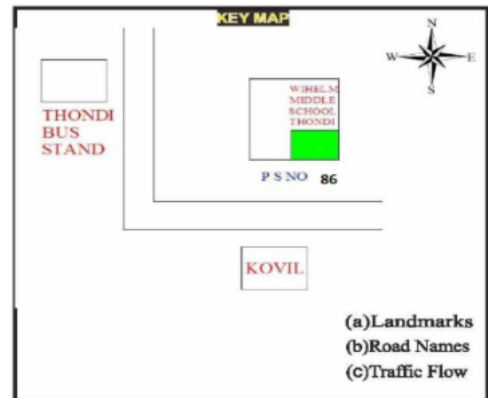 KEY MAP
N
W E
S
THONDI
BUS
STAND
WIHELM
MIDDLE
SCHOOL
THONDI
P S NO 86
KOVIL
(a)Landmarks
(b)Road Names
(c)Traffic Flow